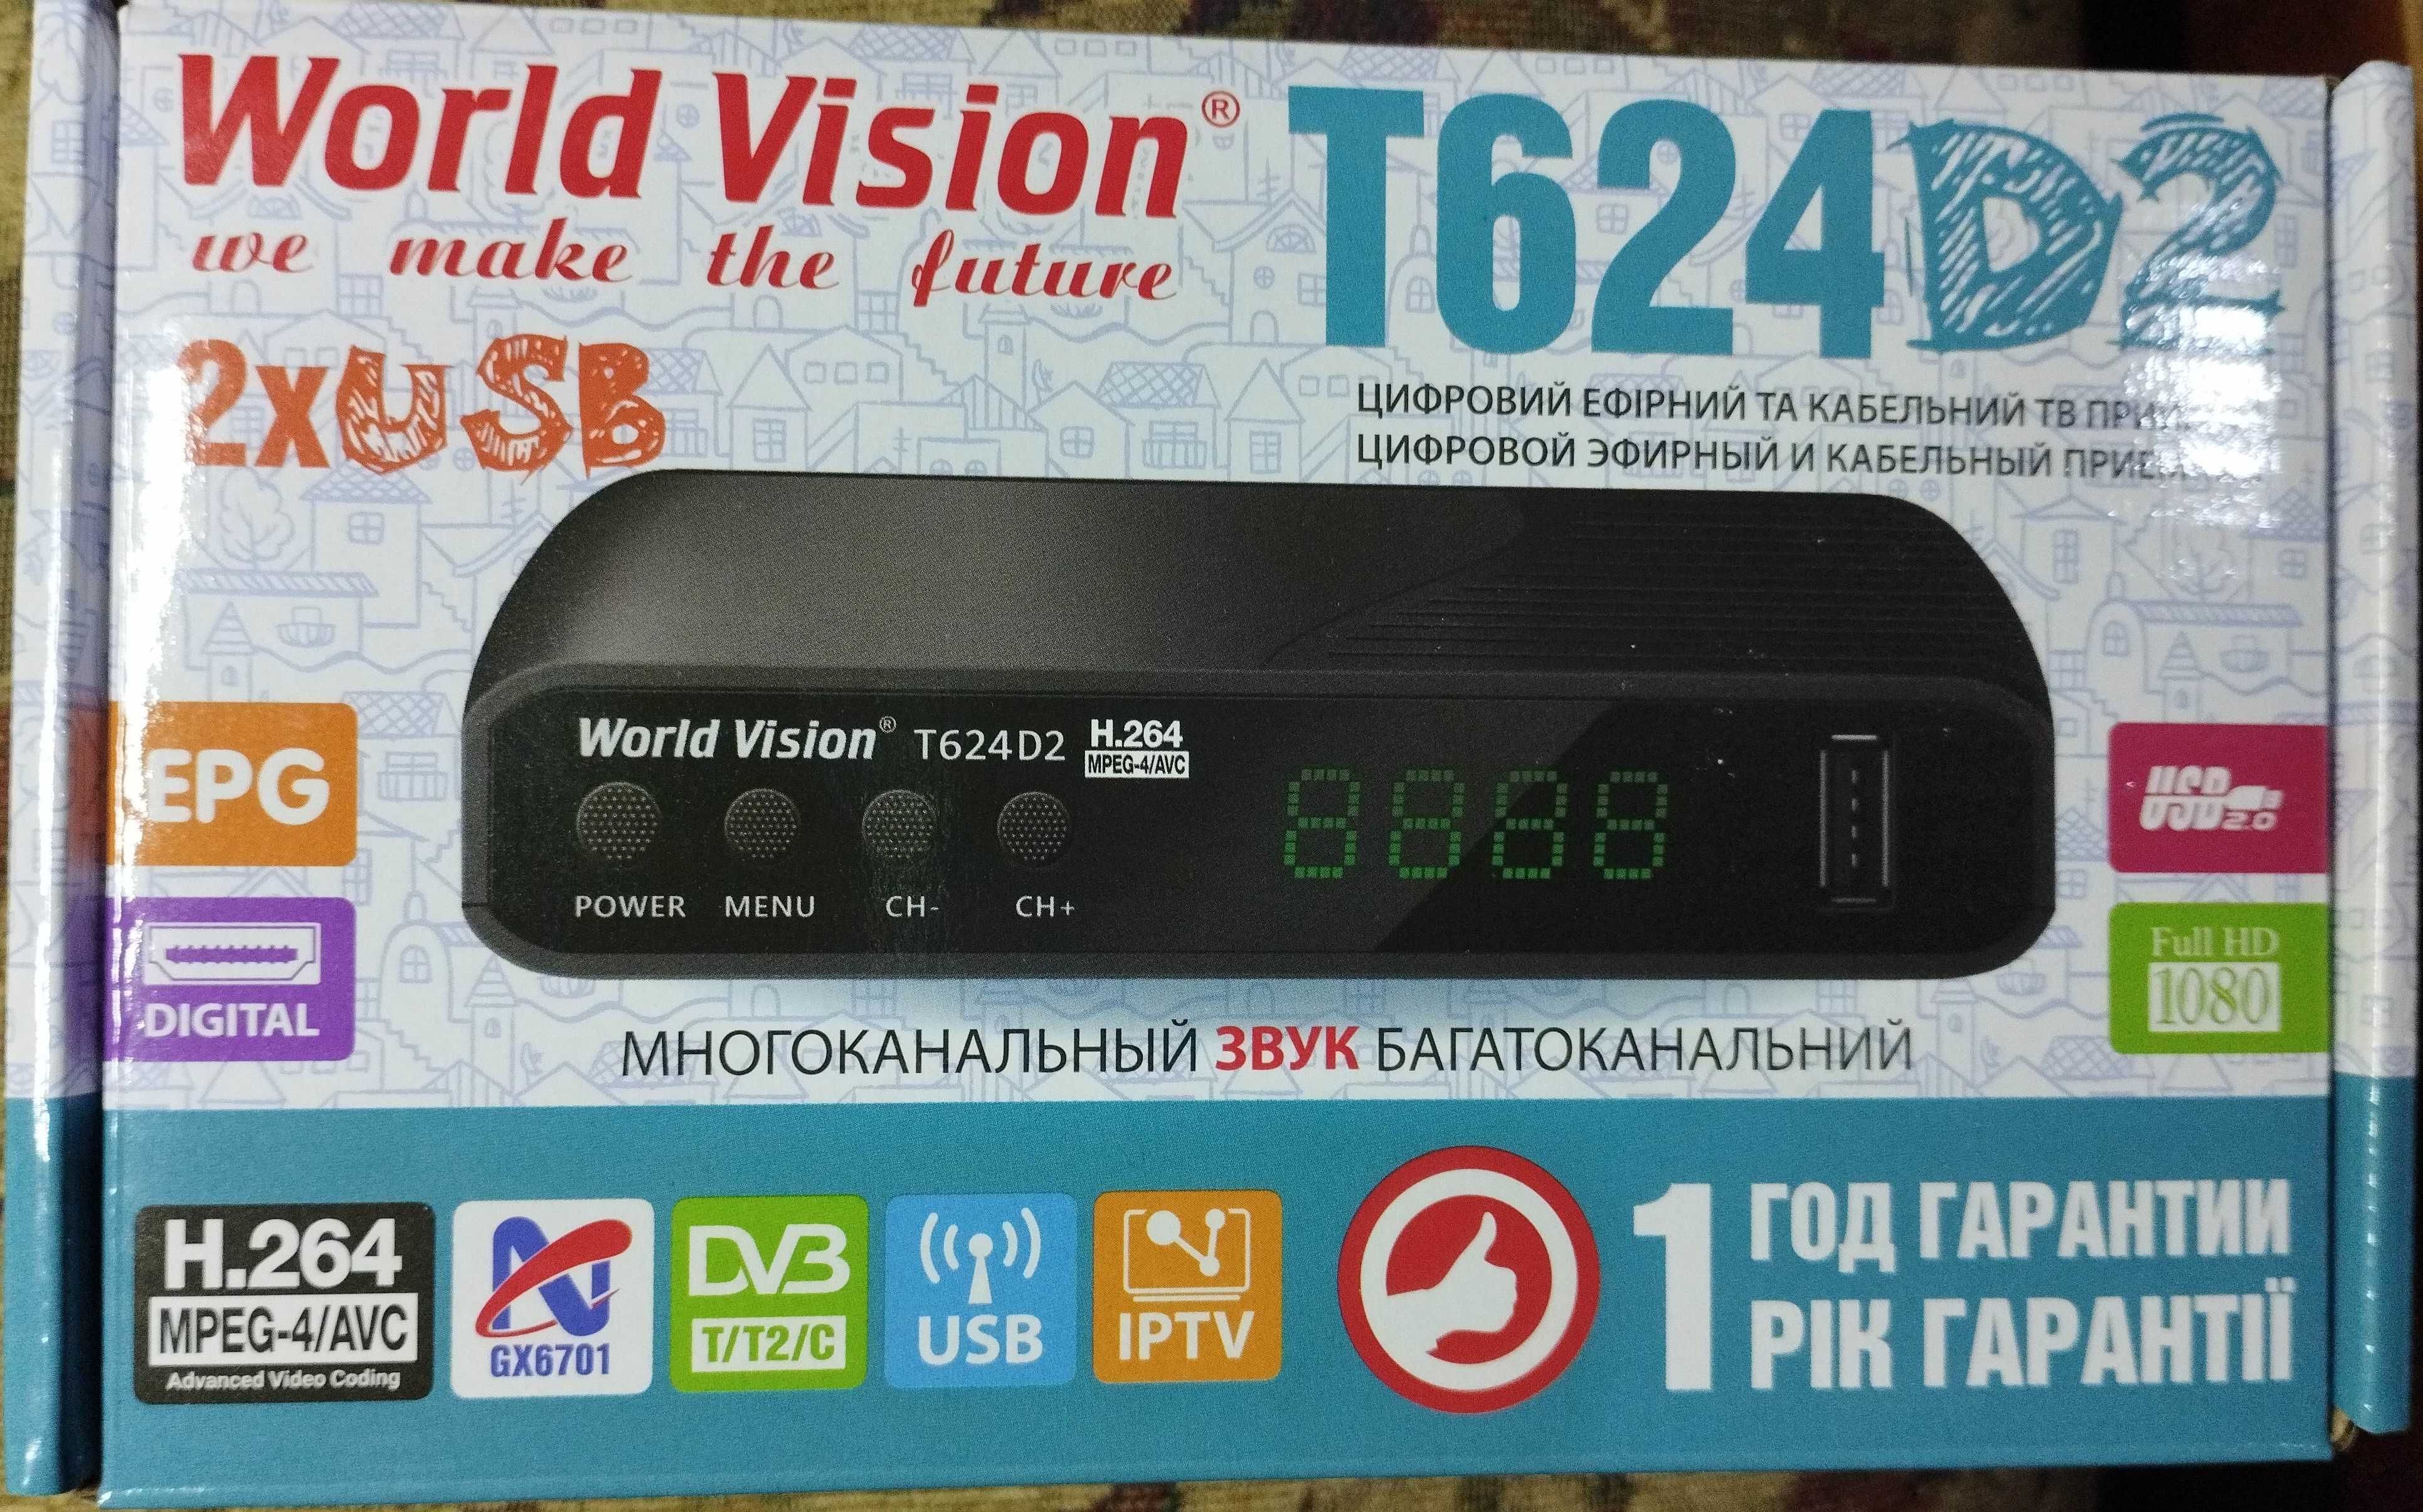 World Vision®
we make the future
T624D2
2xUSB
ЦИФРОВИЙ ЕФІРНИЙ ТА КАБЕЛЬНИЙ ТВ
ЦИФРОВОЙ ЭФИРНЫЙ И КАБЕЛЬНЫЙ
World Vision® T624D2 H.264
MPEG-4/AVC
8888
POWER MENU CH- CH+
EPG
DIGITAL
USB 2.0
Full HD
1080
МНОГОКАНАЛЬНЫЙ ЗВУК БАГАТОКАНАЛЬНИЙ
H.264
MPEG-4/AVC
Advanced Video Coding
N
GX6701
DVB
T/T2/C
USB
IPTV
1 ГОД ГАРАНТИИ
РІК ГАРАНТІЇ